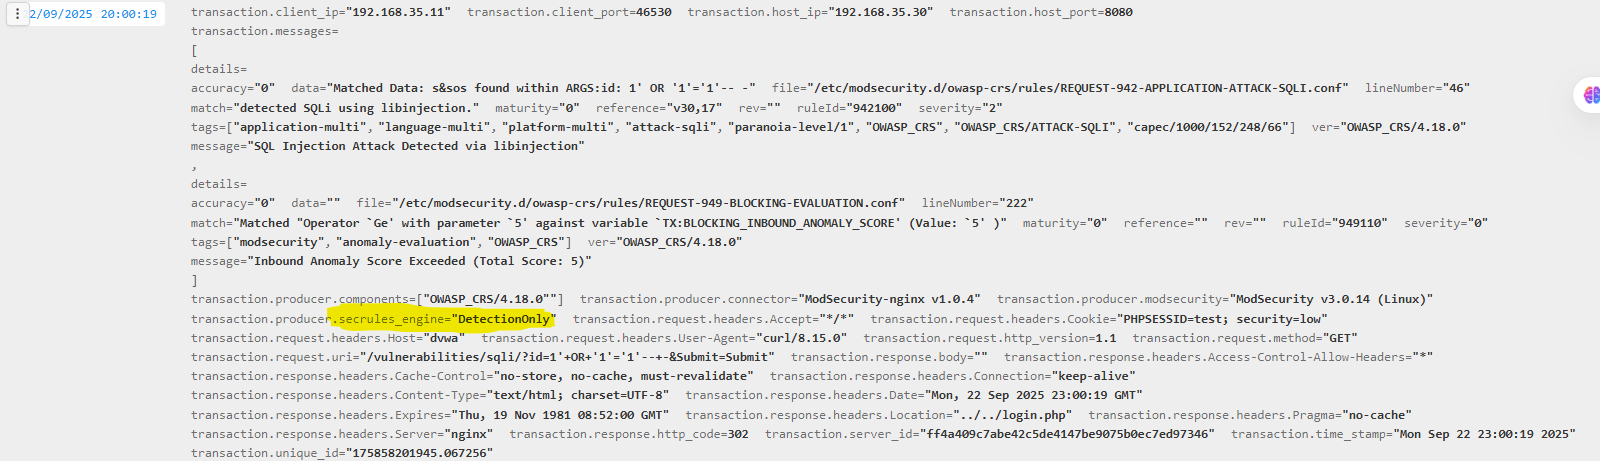 2/09/2025 20:00:19
transaction.client_ip="192.168.35.11" transaction.client_port=46530 transaction.host_ip="192.168.35.30" transaction.host_port=8080
transaction.messages=
[
details=
accuracy="0" data="Matched Data: s&sos found within ARGS:id: 1' OR '1'='1'-- -" file="/etc/modsecurity.d/owasp-crs/rules/REQUEST-942-APPLICATION-ATTACK-SQLI.conf" lineNumber="46"
match="detected SQLi using libinjection." maturity="0" reference="v30,17" rev="" ruleId="942100" severity="2"
tags=["application-multi", "language-multi", "platform-multi", "attack-sqli", "paranoia-level/1", "OWASP_CRS", "OWASP_CRS/ATTACK-SQLI", "capec/1000/152/248/66"] ver="OWASP_CRS/4.18.0"
message="SQL Injection Attack Detected via libinjection"
,
details=
accuracy="0" data="" file="/etc/modsecurity.d/owasp-crs/rules/REQUEST-949-BLOCKING-EVALUATION.conf" lineNumber="222"
match="Matched "Operator `Ge' with parameter `5' against variable `TX:BLOCKING_INBOUND_ANOMALY_SCORE' (Value: `5' )" maturity="0" reference="" rev="" ruleId="949110" severity="0"
tags=["modsecurity", "anomaly-evaluation", "OWASP_CRS"] ver="OWASP_CRS/4.18.0"
message="Inbound Anomaly Score Exceeded (Total Score: 5)"
]
transaction.producer.components=["OWASP_CRS/4.18.0""] transaction.producer.connector="ModSecurity-nginx v1.0.4" transaction.producer.modsecurity="ModSecurity v3.0.14 (Linux)"
transaction.producer.secrules_engine="DetectionOnly" transaction.request.headers.Accept="*/*" transaction.request.headers.Cookie="PHPSESSID=test; security=low"
transaction.request.headers.Host="dvwa" transaction.request.headers.User-Agent="curl/8.15.0" transaction.request.http_version=1.1 transaction.request.method="GET"
transaction.request.uri="/vulnerabilities/sqli/?id=1'+OR+'1'='1'--+-&Submit=Submit" transaction.response.body="" transaction.response.headers.Access-Control-Allow-Headers="*"
transaction.response.headers.Cache-Control="no-store, no-cache, must-revalidate" transaction.response.headers.Connection="keep-alive"
transaction.response.headers.Content-Type="text/html; charset=UTF-8" transaction.response.headers.Date="Mon, 22 Sep 2025 23:00:19 GMT"
transaction.response.headers.Expires="Thu, 19 Nov 1981 08:52:00 GMT" transaction.response.headers.Location="../../login.php" transaction.response.headers.Pragma="no-cache"
transaction.response.headers.Server="nginx" transaction.response.http_code=302 transaction.server_id="ff4a409c7abe42c5de4147be9075b0ec7ed97346" transaction.time_stamp="Mon Sep 22 23:00:19 2025"
transaction.unique_id="175858201945.067256"